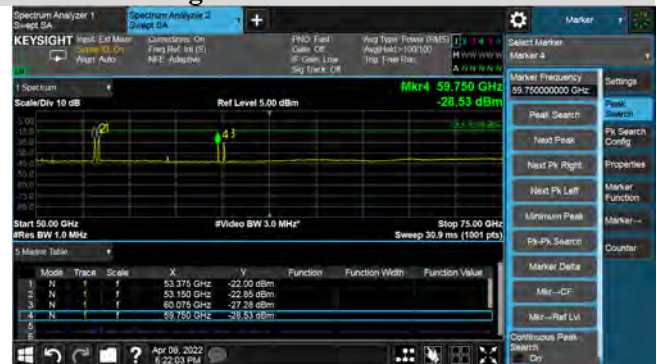 Spectrum Analyzer 1
Swept SA
Spectrum Analyzer 2
Swept SA
Marker
KEYSIGHT Input: Ext Mixer
Align: Auto
Corrections: On
Freq Ref: Int (S)
NFE: Adaptive
PNO: Fast
Gate: Off
IF Gain: Low
Sig Track: Off
Avg Type: Power (RMS)
Avg|Hold:>100/100
Trig: Free Run
Select Marker
Marker 4
1 Spectrum
Scale/Div 10 dB
Ref Level 5.00 dBm
Mkr4 59.750 GHz
-28.53 dBm
Start 50.00 GHz
#Res BW 1.0 MHz
#Video BW 3.0 MHz*
Stop 75.00 GHz
Sweep 30.9 ms (1001 pts)
5 Marker Table
Mode Trace Scale X Y Function Function Width Function Value
1 N 1 f 53.375 GHz -22.00 dBm
2 N 1 f 53.150 GHz -22.85 dBm
3 N 1 f 60.075 GHz -27.28 dBm
4 N 1 f 59.750 GHz -28.53 dBm
5
6
Marker Frequency
59.750000000 GHz
Peak Search
Next Peak
Next Pk Right
Next Pk Left
Minimum Peak
Pk-Pk Search
Marker Delta
Mkr→CF
Mkr→Ref Lvl
Continuous Peak
Search
On
Settings
Peak
Search
Pk Search
Config
Properties
Marker
Function
Marker→
Counter
Apr 08, 2022
6:22:03 PM